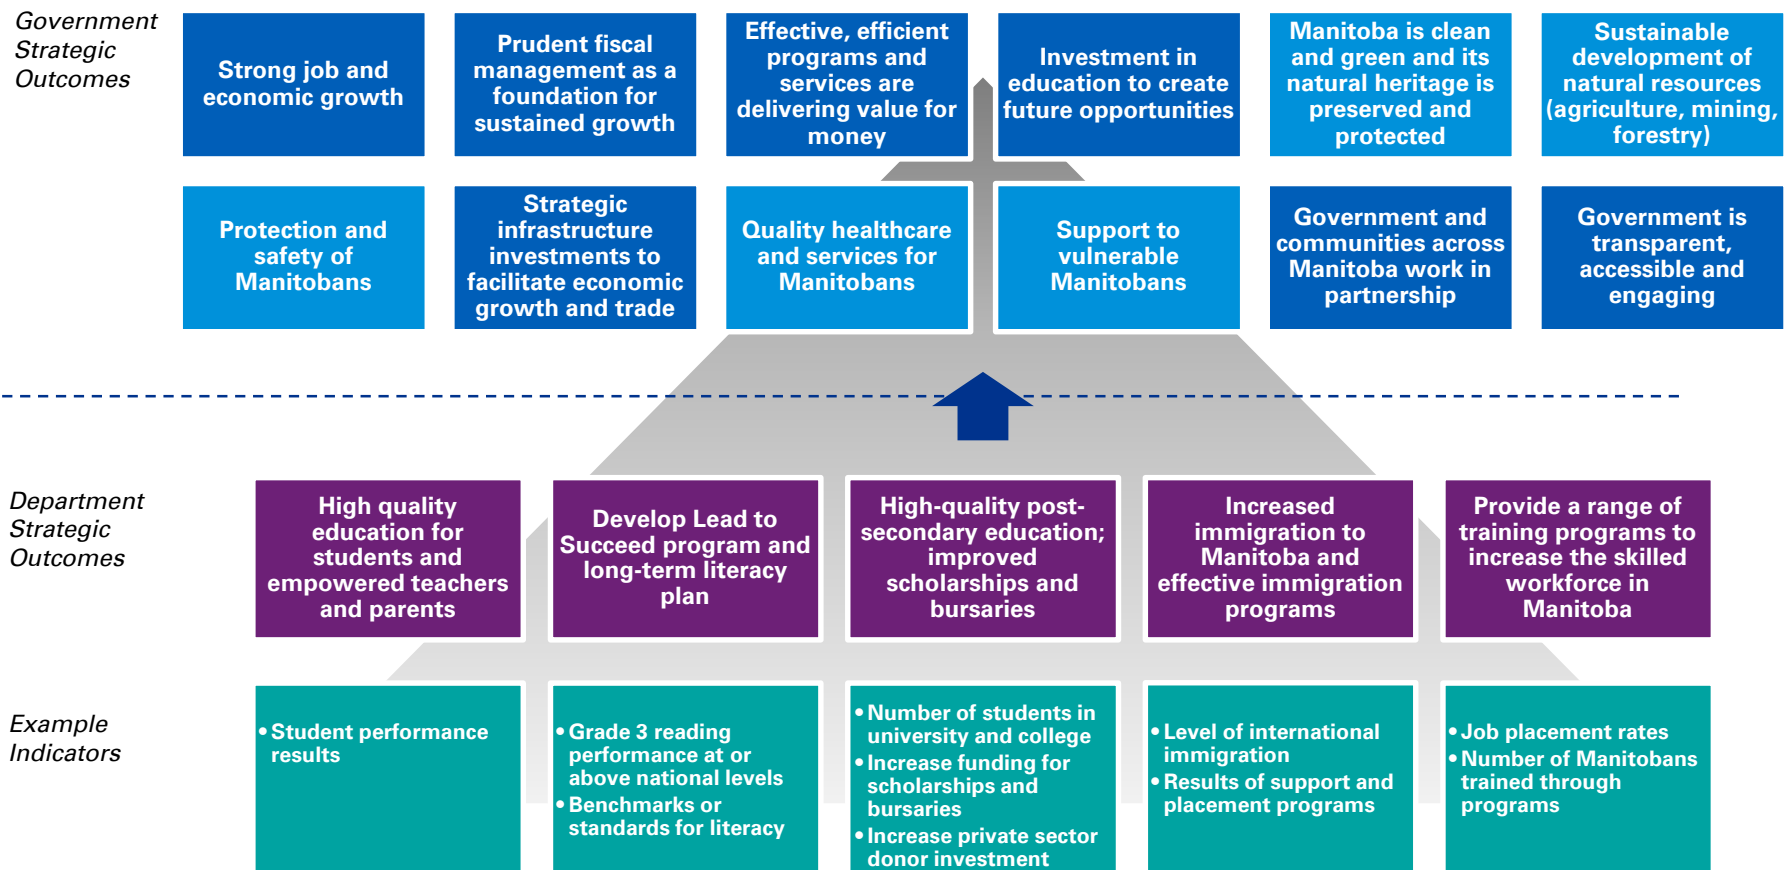 Government
Strategic
Outcomes
Strong job and
economic growth
Prudent fiscal
management as a
foundation for
sustained growth
Effective, efficient
programs and
services are
delivering value for
money
Investment in
education to create
future opportunities
Manitoba is clean
and green and its
natural heritage is
preserved and
protected
Sustainable
development of
natural resources
(agriculture, mining,
forestry)
Protection and
safety of
Manitobans
Strategic
infrastructure
investments to
facilitate economic
growth and trade
Quality healthcare
and services for
Manitobans
Support to
vulnerable
Manitobans
Government and
communities across
Manitoba work in
partnership
Government is
transparent,
accessible and
engaging
Department
Strategic
Outcomes
High quality
education for
students and
empowered teachers
and parents
Develop Lead to
Succeed program and
long-term literacy
plan
High-quality post-
secondary education;
improved
scholarships and
bursaries
Increased
immigration to
Manitoba and
effective immigration
programs
Provide a range of
training programs to
increase the skilled
workforce in
Manitoba
Example
Indicators
• Student performance
results
• Grade 3 reading
performance at or
above national levels
• Benchmarks or
standards for literacy
• Number of students in
university and college
• Increase funding for
scholarships and
bursaries
• Increase private sector
donor investment
• Level of international
immigration
• Results of support and
placement programs
• Job placement rates
• Number of Manitobans
trained through
programs